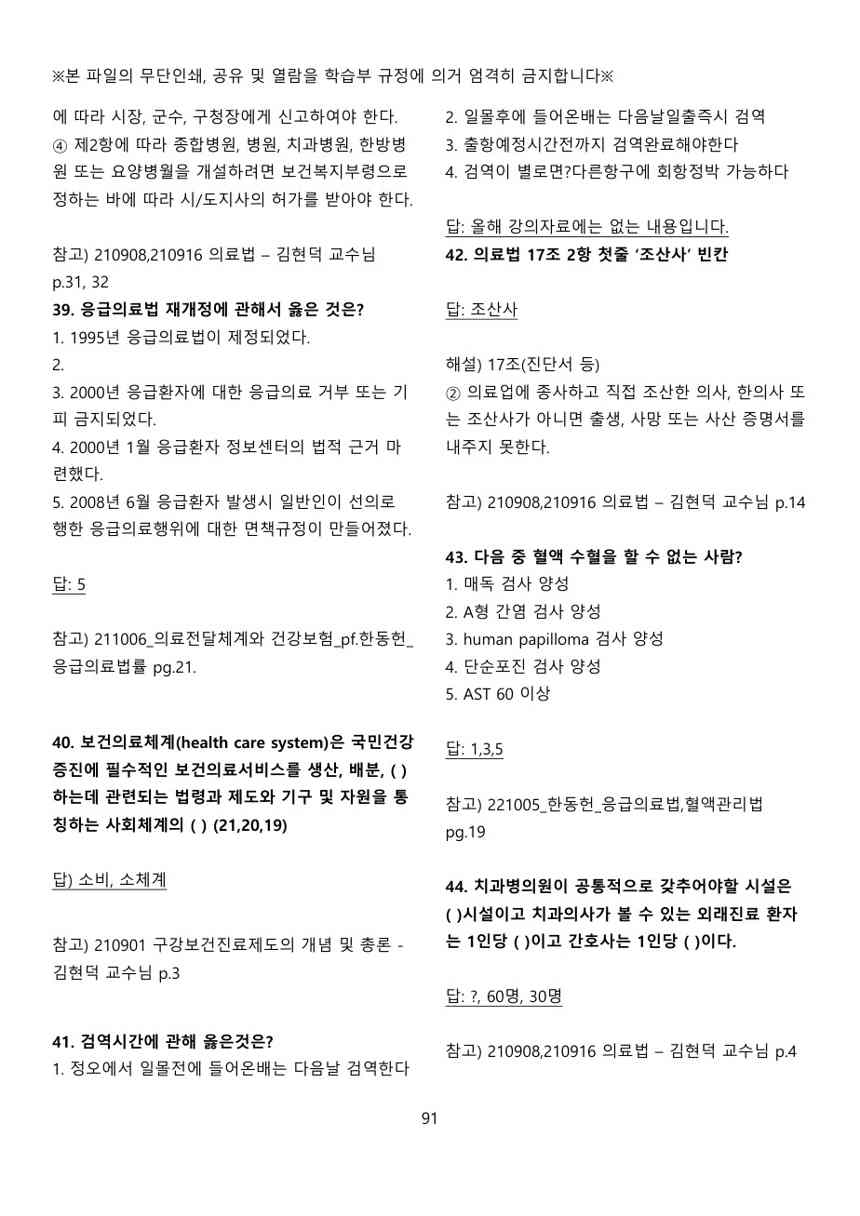 ※본 파일의 무단인쇄, 공유 및 열람을 학습부 규정에 의거 엄격히 금지합니다※
에 따라 시장, 군수, 구청장에게 신고하여야 한다.
④ 제2항에 따라 종합병원, 병원, 치과병원, 한방병
원 또는 요양병월을 개설하려면 보건복지부령으로
정하는 바에 따라 시/도지사의 허가를 받아야 한다.
참고) 210908,210916 의료법 – 김현덕 교수님
p.31, 32
39. 응급의료법 재개정에 관해서 옳은 것은?
1. 1995년 응급의료법이 제정되었다.
2.
3. 2000년 응급환자에 대한 응급의료 거부 또는 기
피 금지되었다.
4. 2000년 1월 응급환자 정보센터의 법적 근거 마
련했다.
5. 2008년 6월 응급환자 발생시 일반인이 선의로
행한 응급의료행위에 대한 면책규정이 만들어졌다.
답: 5
참고) 211006_의료전달체계와 건강보험_pf.한동헌_
응급의료법률 pg.21.
40. 보건의료체계(health care system)은 국민건강
증진에 필수적인 보건의료서비스를 생산, 배분, ( )
하는데 관련되는 법령과 제도와 기구 및 자원을 통
칭하는 사회체계의 ( ) (21,20,19)
답) 소비, 소체계
참고) 210901 구강보건진료제도의 개념 및 총론 -
김현덕 교수님 p.3
41. 검역시간에 관해 옳은것은?
1. 정오에서 일몰전에 들어온배는 다음날 검역한다
2. 일몰후에 들어온배는 다음날일출즉시 검역
3. 출항예정시간전까지 검역완료해야한다
4. 검역이 별로면?다른항구에 회항정박 가능하다
답: 올해 강의자료에는 없는 내용입니다.
42. 의료법 17조 2항 첫줄 ‘조산사’ 빈칸
답: 조산사
해설) 17조(진단서 등)
② 의료업에 종사하고 직접 조산한 의사, 한의사 또
는 조산사가 아니면 출생, 사망 또는 사산 증명서를
내주지 못한다.
참고) 210908,210916 의료법 – 김현덕 교수님 p.14
43. 다음 중 혈액 수혈을 할 수 없는 사람?
1. 매독 검사 양성
2. A형 간염 검사 양성
3. human papilloma 검사 양성
4. 단순포진 검사 양성
5. AST 60 이상
답: 1,3,5
참고) 221005_한동헌_응급의료법,혈액관리법
pg.19
44. 치과병의원이 공통적으로 갖추어야할 시설은
( )시설이고 치과의사가 볼 수 있는 외래진료 환자
는 1인당 ( )이고 간호사는 1인당 ( )이다.
답: ?, 60명, 30명
참고) 210908,210916 의료법 – 김현덕 교수님 p.4
91